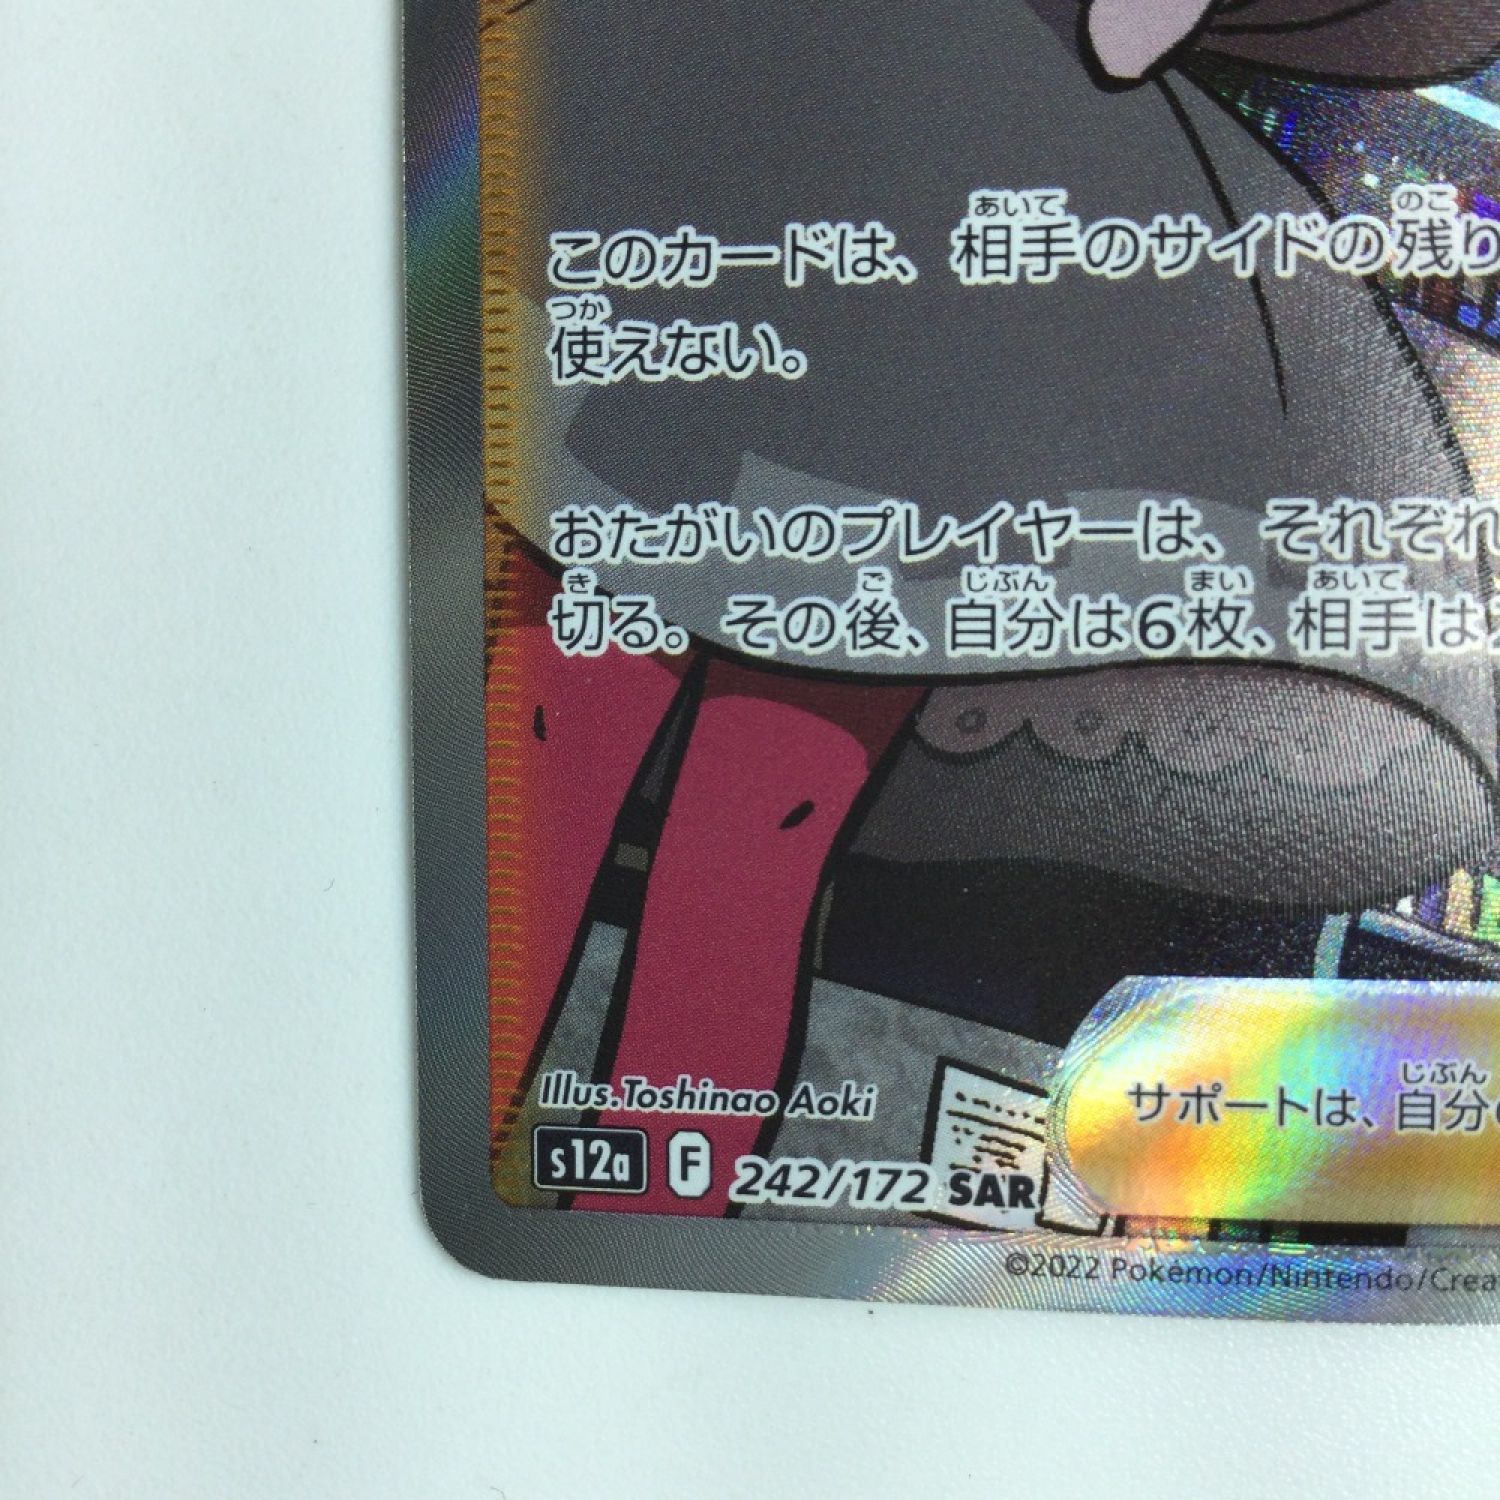 このカードは、相手のサイドの残り
使えない。
おたがいのプレイヤーは、それぞれ
切る。その後、自分は6枚、相手は
Illus. Toshinao Aoki
サポートは、自分
s12a F 242/172 SAR
©2022 Pokémon/Nintendo/Crea